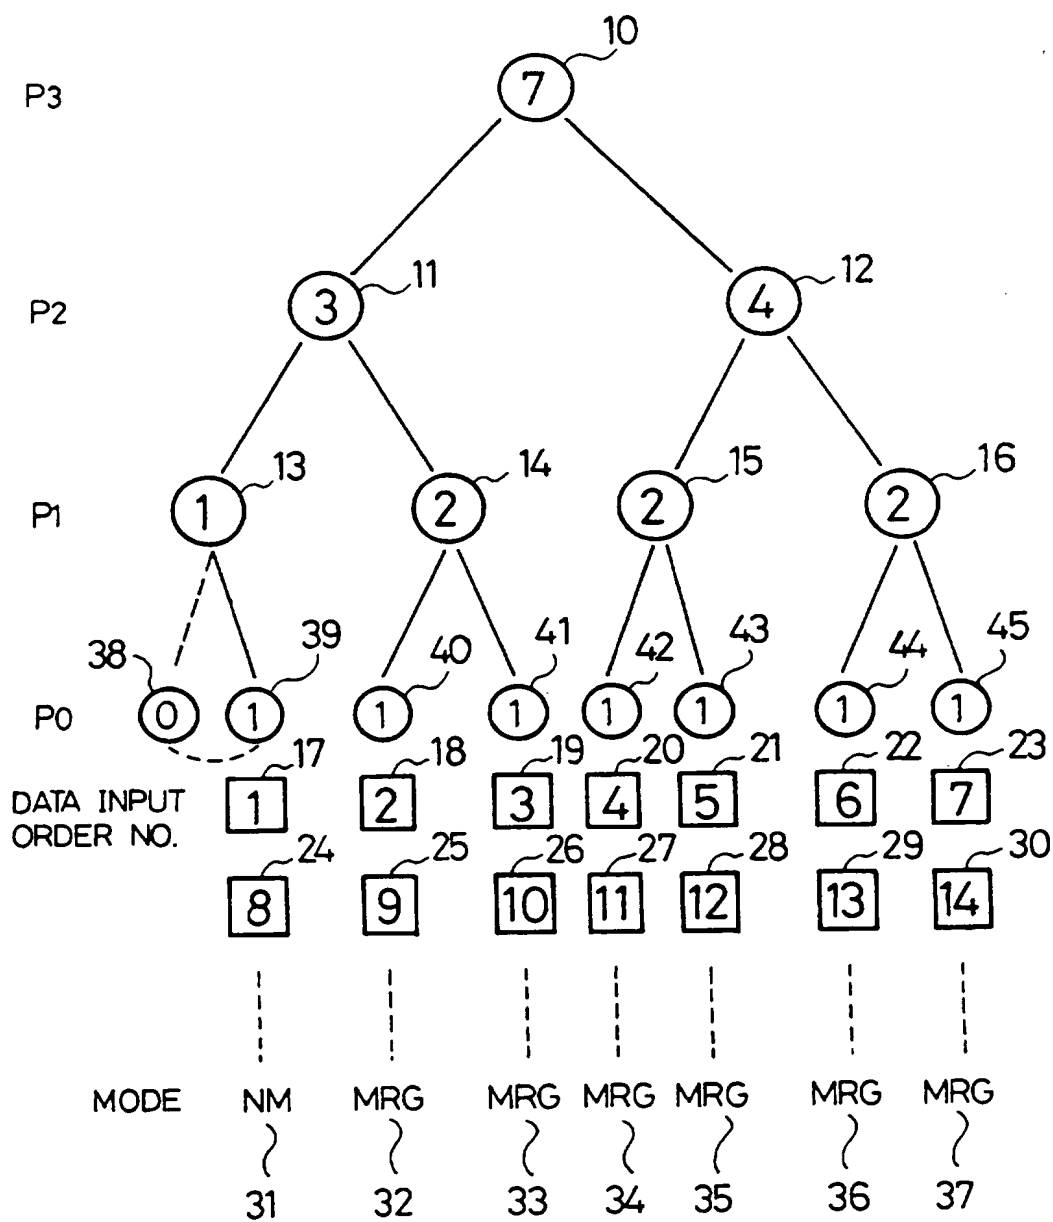 10
P3 7
11 12
P2 3 4
13 14 15 16
P1 1 2 2 2
38 39 40 41 42 43 44 45
P0 0 1 1 1 1 1 1 1
17 18 19 20 21 22 23
DATA INPUT
ORDER NO.
1 2 3 4 5 6 7
24 25 26 27 28 29 30
8 9 10 11 12 13 14
MODE NM MRG MRG MRG MRG MRG MRG
31 32 33 34 35 36 37